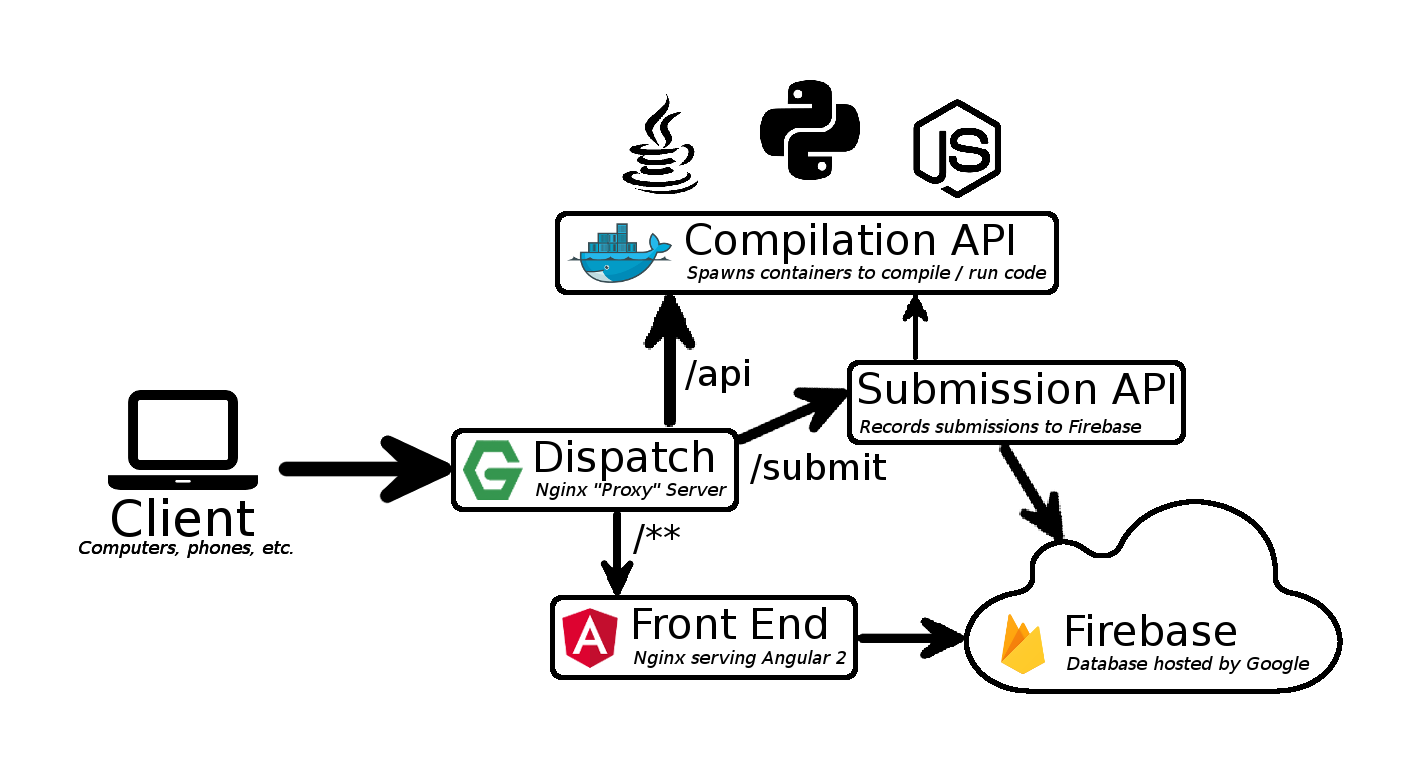 JS
Compilation API
Spawns containers to compile / run code
/api
Submission API
Records submissions to Firebase
Dispatch
Nginx "Proxy" Server
/submit
Client
Computers, phones, etc.
/**
Front End
Nginx serving Angular 2
Firebase
Database hosted by Google